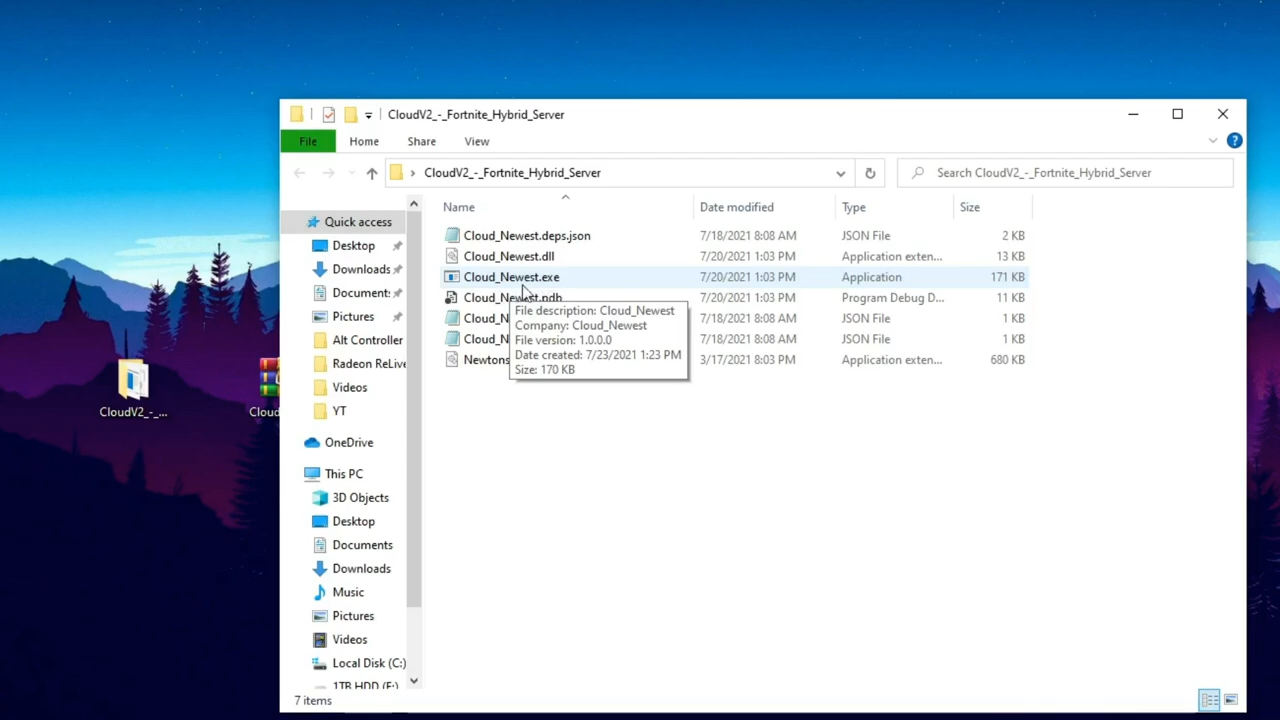 CloudV2_-_Fortnite_Hybrid_Server
File Home Share View
CloudV2_-_Fortnite_Hybrid_Server
Search CloudV2_-_Fortnite_Hybrid_Server
Name Date modified Type Size
Quick access
Desktop
Downloads
Document
Pictures
Alt Controller
Radeon ReLive
Videos
YT
OneDrive
This PC
3D Objects
Desktop
Documents
Downloads
Music
Pictures
Videos
Local Disk (C:)
1TB HDD (F:)
Cloud_Newest.deps.json 7/18/2021 8:08 AM JSON File 2 KB
Cloud_Newest.dll 7/20/2021 1:03 PM Application exten... 13 KB
Cloud_Newest.exe 7/20/2021 1:03 PM Application 171 KB
Cloud_Newest.pdb 7/20/2021 1:03 PM Program Debug D... 11 KB
Cloud_N 7/18/2021 8:08 AM JSON File 1 KB
Cloud_N 7/18/2021 8:08 AM JSON File 1 KB
Newtons 3/17/2021 8:03 PM Application exten... 680 KB
File description: Cloud_Newest
Company: Cloud_Newest
File version: 1.0.0.0
Date created: 7/23/2021 1:23 PM
Size: 170 KB
CloudV2_-_...
Cloud
7 items